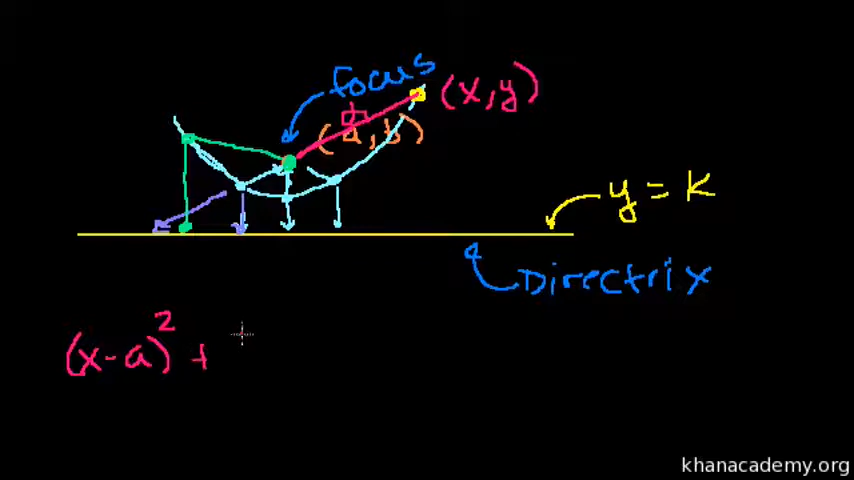 focus
(x,y)
d
(a,b)
y = k
Directrix
(x-a)² +
khanacademy.org